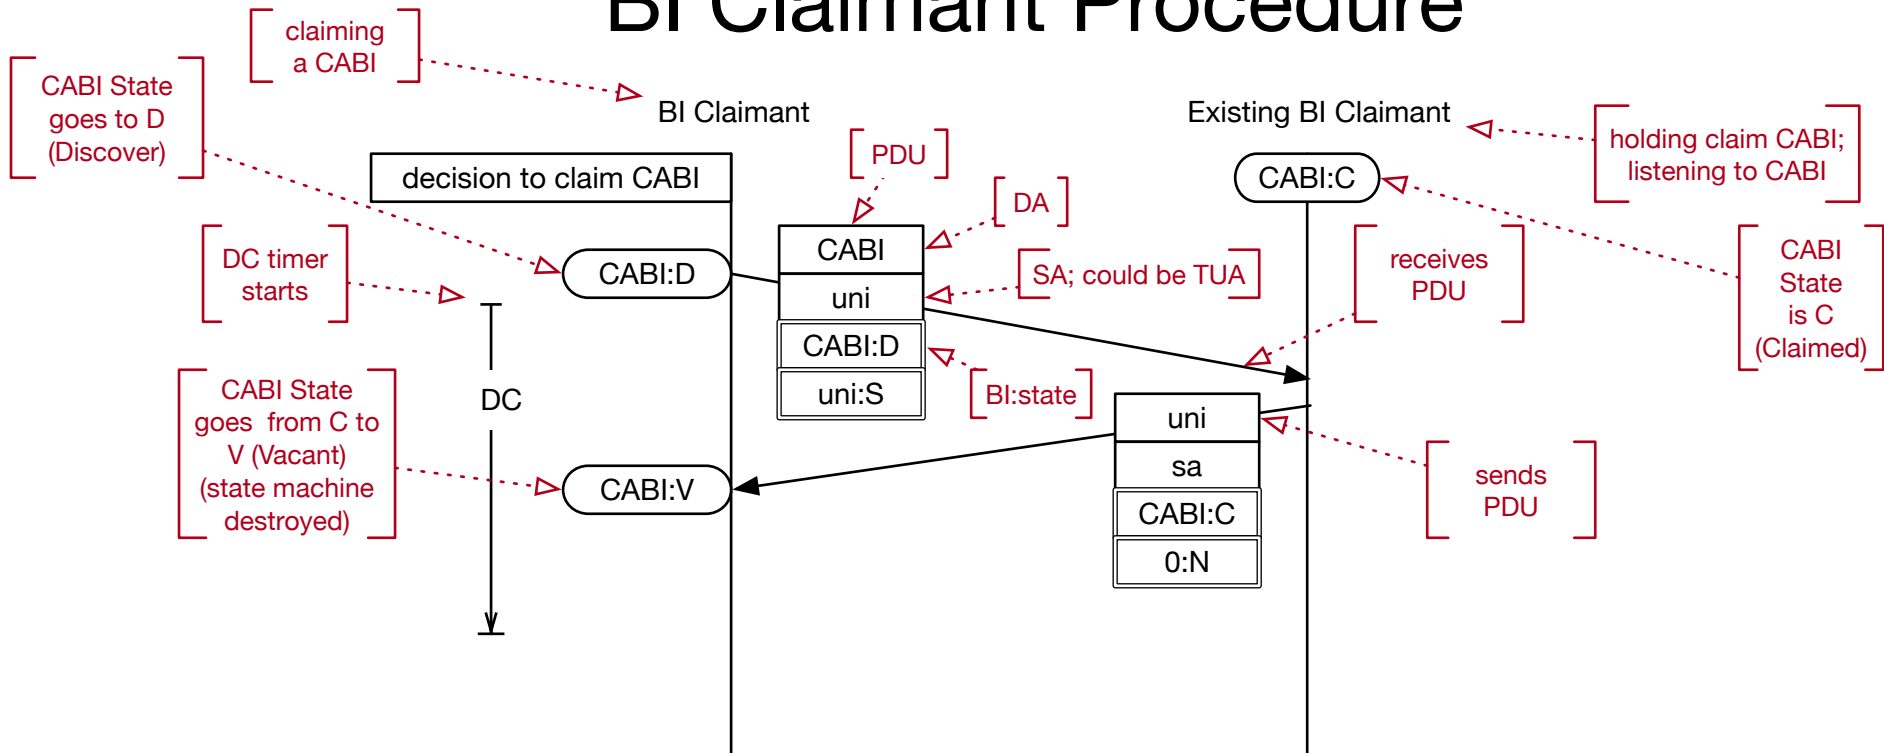 BI Claimant Procedure
claiming
a CABI
CABI State
goes to D
(Discover)
BI Claimant
Existing BI Claimant
holding claim CABI;
listening to CABI
PDU
decision to claim CABI
CABI:C
DA
CABI
DC timer
starts
CABI:D
SA; could be TUA
receives
PDU
CABI
State
is C
(Claimed)
uni
CABI:D
uni:S
BI:state
DC
CABI State
goes  from C to
V (Vacant)
(state machine
destroyed)
uni
sa
CABI:C
0:N
CABI:V
sends
PDU